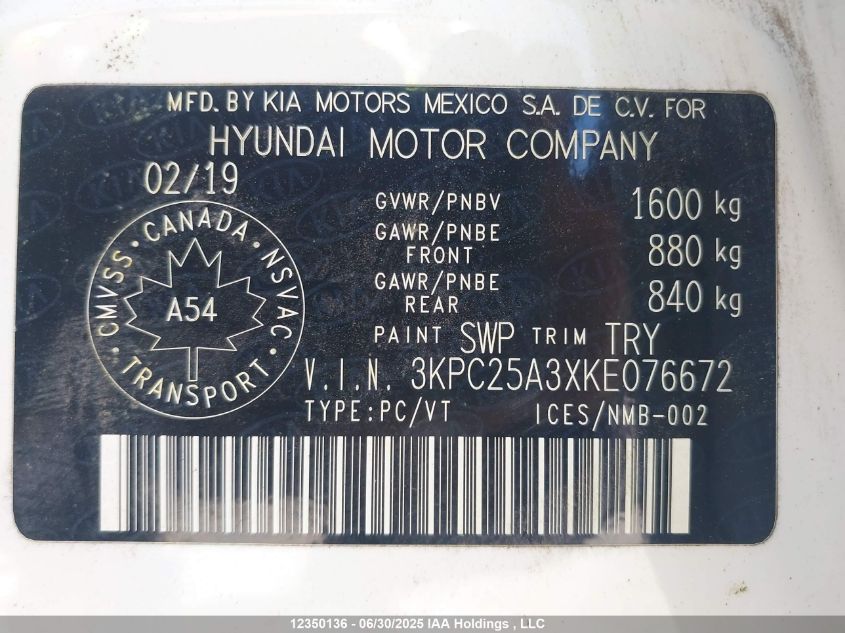 MFD. BY KIA MOTORS MEXICO S.A. DE C.V. FOR
HYUNDAI MOTOR COMPANY
02/19
GVWR/PNBV 1600 kg
GAWR/PNBE FRONT 880 kg
GAWR/PNBE REAR 840 kg
CMVSS • CANADA • NSVAC • TRANSPORT •
A54
PAINT SWP TRIM TRY
V.I.N. 3KPC25A3XKE076672
TYPE:PC/VT ICES/NMB-002
12350136 - 06/30/2025 IAA Holdings , LLC